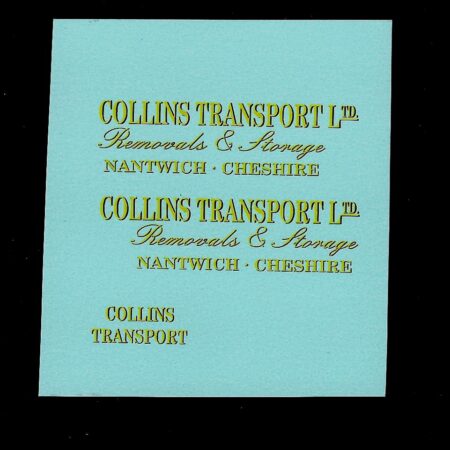 COLLINS TRANSPORT LTD.
Removals & Storage
NANTWICH · CHESHIRE
COLLINS TRANSPORT LTD.
Removals & Storage
NANTWICH · CHESHIRE
COLLINS
TRANSPORT